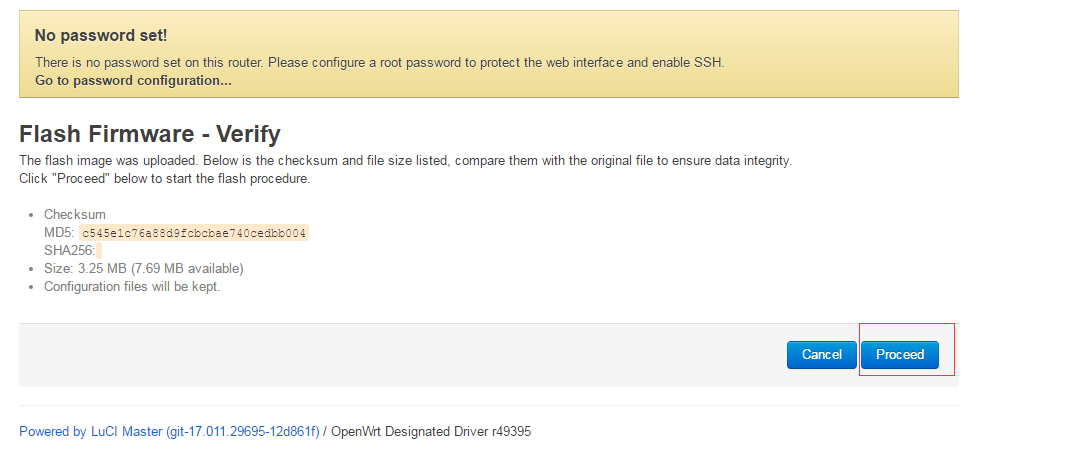 No password set!
There is no password set on this router. Please configure a root password to protect the web interface and enable SSH.
Go to password configuration...
Flash Firmware - Verify
The flash image was uploaded. Below is the checksum and file size listed, compare them with the original file to ensure data integrity.
Click "Proceed" below to start the flash procedure.
Checksum
MD5: c545e1c76a88d9fcbcbae740cedbb004
SHA256:
Size: 3.25 MB (7.69 MB available)
Configuration files will be kept.
Cancel Proceed
Powered by LuCI Master (git-17.011.29695-12d861f) / OpenWrt Designated Driver r49395